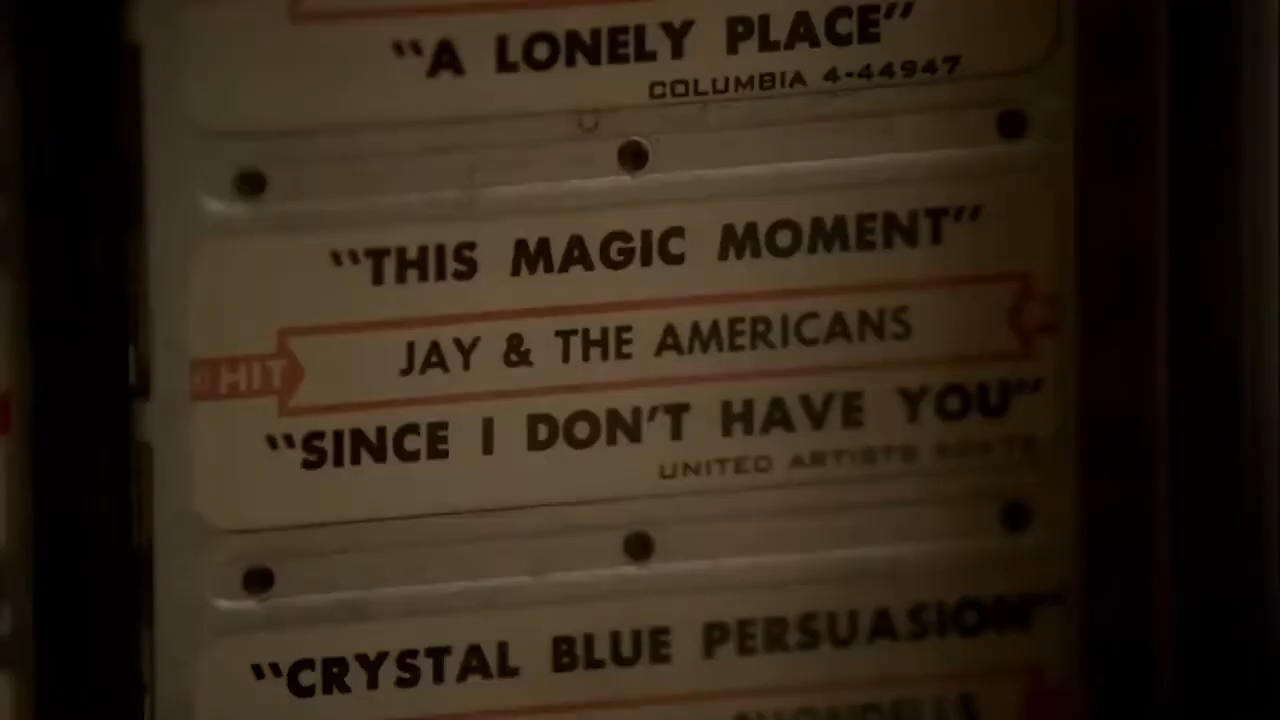 "A LONELY PLACE"
COLUMBIA 4-44947
"THIS MAGIC MOMENT"
HIT
JAY & THE AMERICANS
"SINCE I DON'T HAVE YOU"
UNITED ARTISTS
"CRYSTAL BLUE PERSUASION"